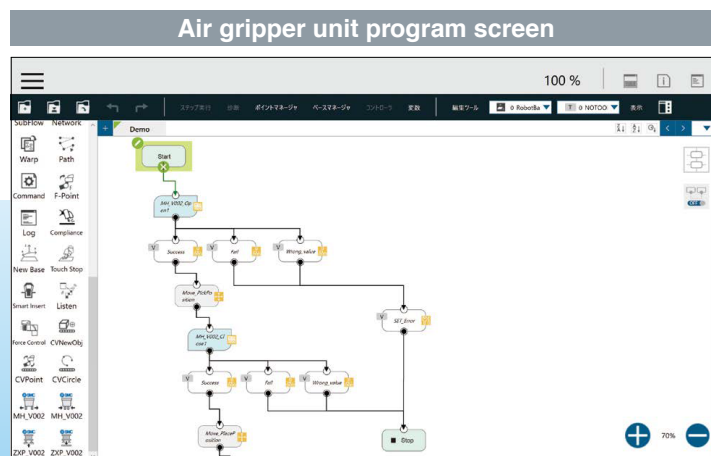 Air gripper unit program screen
100 %
ステップ実行 診断 ポイントマネージャ ベースマネージャ コントローラ 変数 編集ツール 0 RobotBa 0 NOTOO 表示
SubFlow Network + Demo
Start
Warp Path
Command F-Point
MH_V002_Op
en1
Log Compliance
V Success V Fail V Wrong_value
New Base Touch Stop
Move_PickPo
sition
Smart Insert Listen
V SET_Error
MH_V002_Cl
ose1
Force Control CVNewObj
V Success V Fail V Wrong_value
CVPoint CVCircle
MH_V002 MH_V002
Move_PlaceP
osition
Stop
70%
ZXP_V002 ZXP_V002